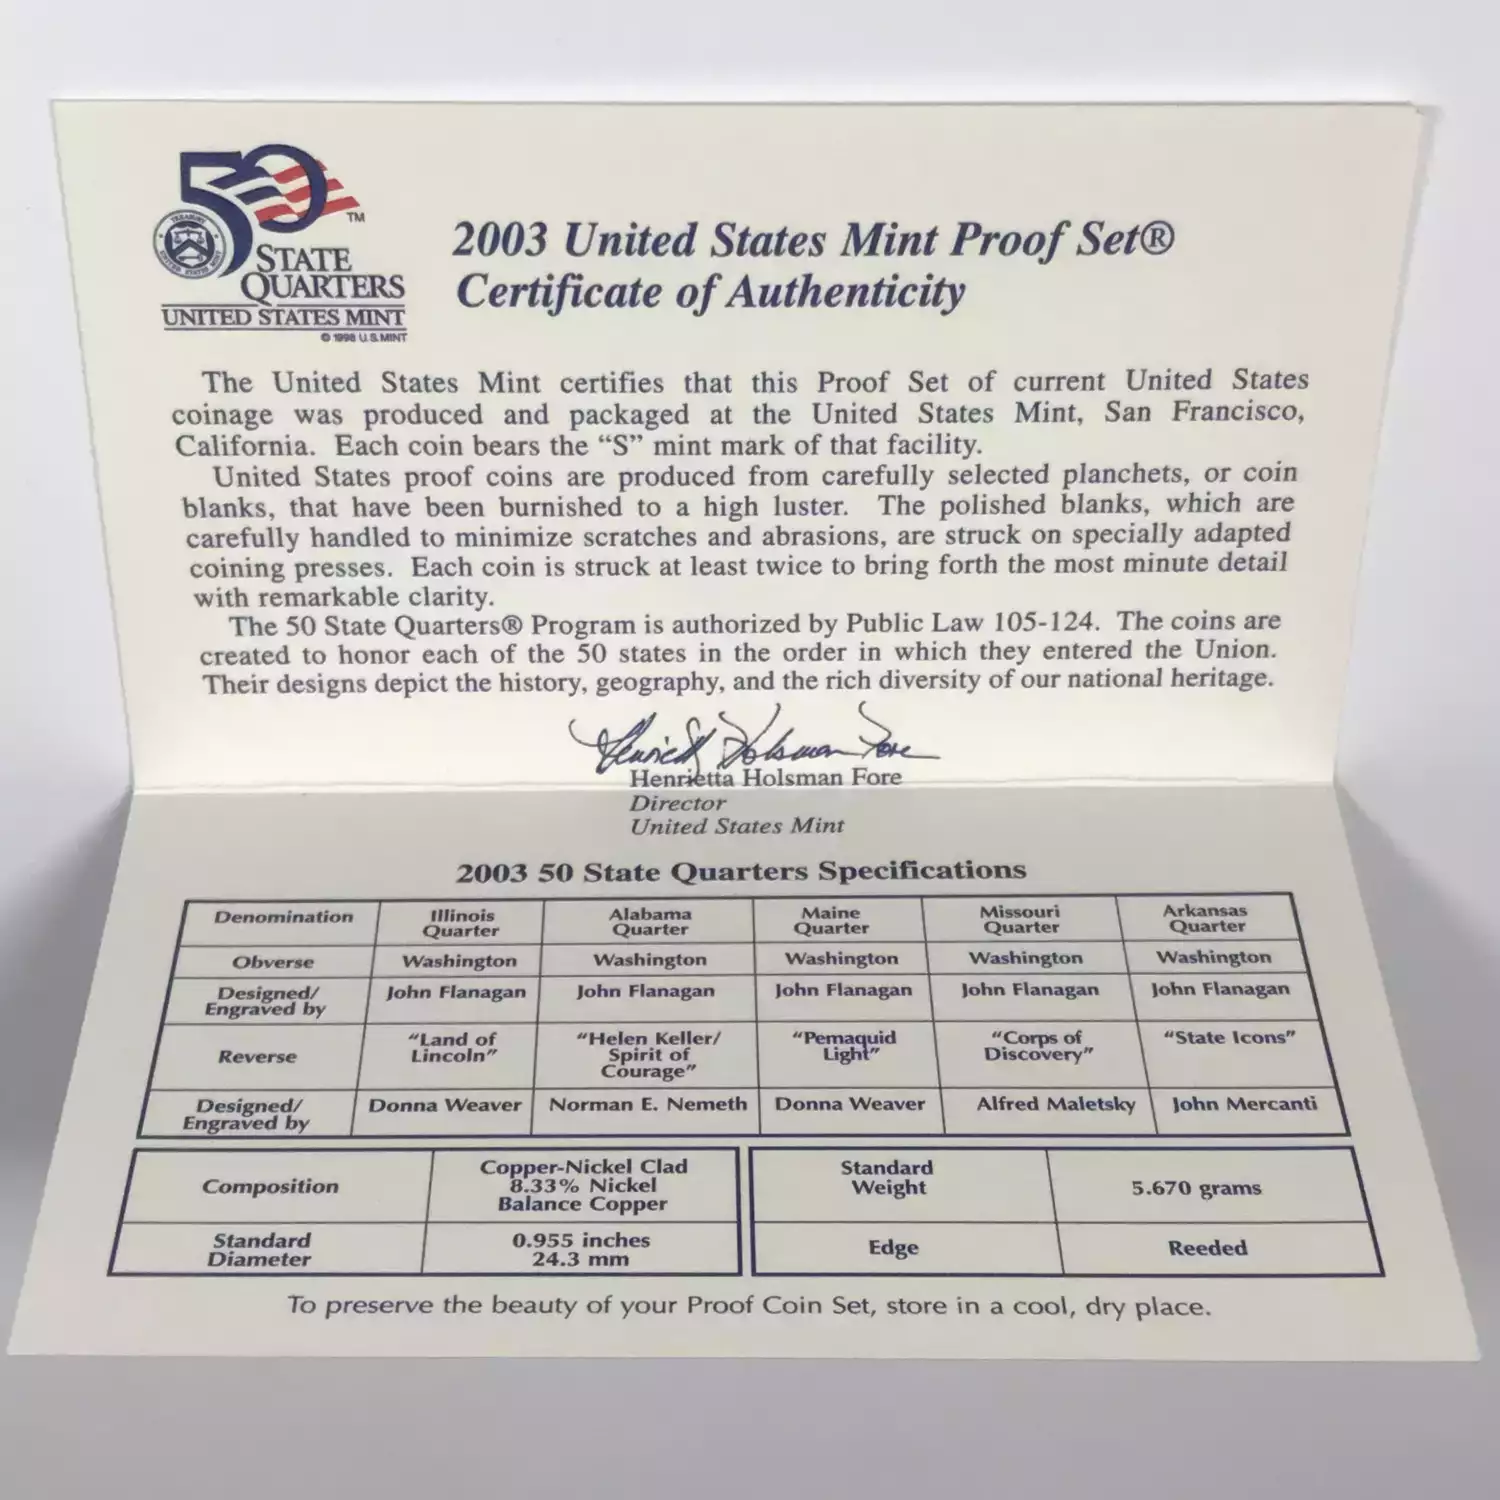 50
TM
STATE
QUARTERS
UNITED STATES MINT
© 1998 U.S. MINT
2003 United States Mint Proof Set®
Certificate of Authenticity
The United States Mint certifies that this Proof Set of current United States
coinage was produced and packaged at the United States Mint, San Francisco,
California. Each coin bears the “S” mint mark of that facility.
United States proof coins are produced from carefully selected planchets, or coin
blanks, that have been burnished to a high luster. The polished blanks, which are
carefully handled to minimize scratches and abrasions, are struck on specially adapted
coining presses. Each coin is struck at least twice to bring forth the most minute detail
with remarkable clarity.
The 50 State Quarters® Program is authorized by Public Law 105-124. The coins are
created to honor each of the 50 states in the order in which they entered the Union.
Their designs depict the history, geography, and the rich diversity of our national heritage.
Henrietta Holsman Fore
Henrietta Holsman Fore
Director
United States Mint
2003 50 State Quarters Specifications
Denomination Illinois Quarter Alabama Quarter Maine Quarter Missouri Quarter Arkansas Quarter
Obverse Washington Washington Washington Washington Washington
Designed/ Engraved by John Flanagan John Flanagan John Flanagan John Flanagan John Flanagan
Reverse “Land of Lincoln” “Helen Keller/ Spirit of Courage” “Pemaquid Light” “Corps of Discovery” “State Icons”
Designed/ Engraved by Donna Weaver Norman E. Nemeth Donna Weaver Alfred Maletsky John Mercanti
Composition Copper-Nickel Clad 8.33% Nickel Balance Copper Standard Weight 5.670 grams
Standard Diameter 0.955 inches 24.3 mm Edge Reeded
To preserve the beauty of your Proof Coin Set, store in a cool, dry place.